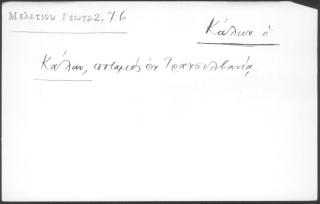 Μελετίου Γεωγρ.2, 76
Κάλων ὁ
Κάλων, ποταμὸς ἐν Τρανσυλβανίᾳ